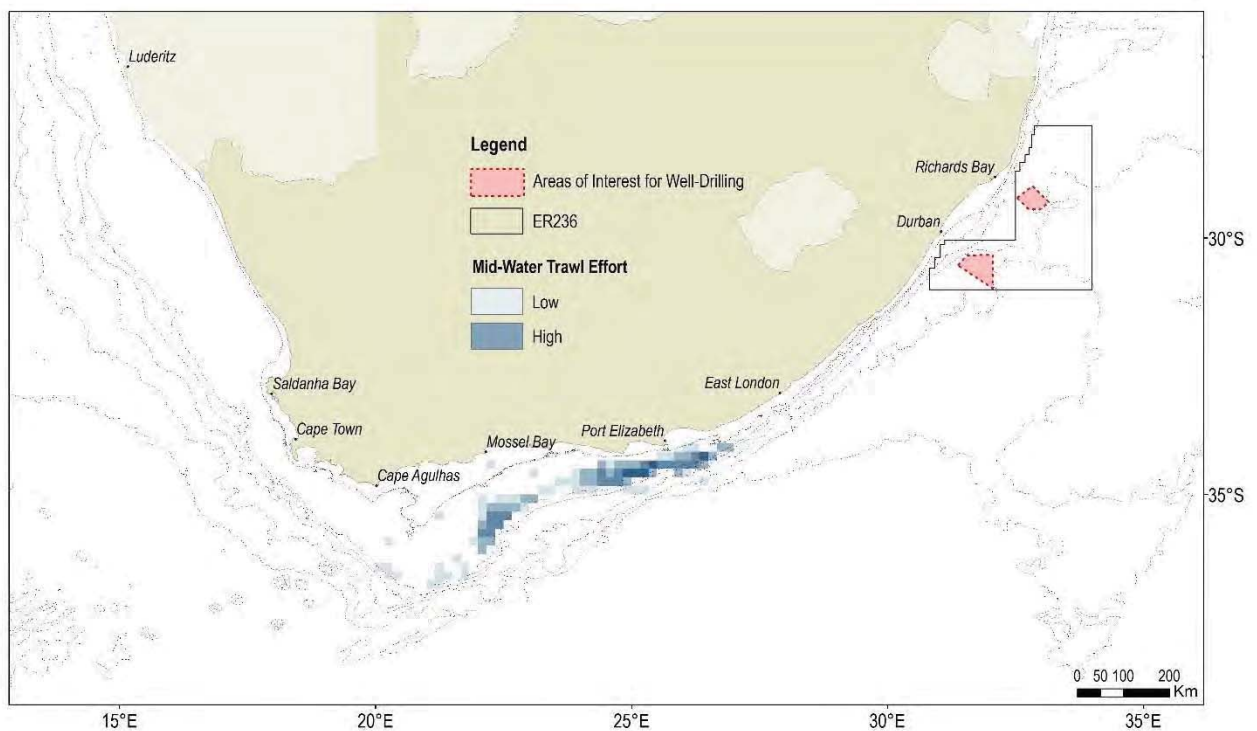 Luderitz
Legend
Areas of Interest for Well-Drilling
ER236
Mid-Water Trawl Effort
Low
High
Richards Bay
Durban
30°S
East London
Saldanha Bay
Cape Town
Port Elizabeth
Mossel Bay
Cape Agulhas
35°S
0 50 100 200
Km
15°E 20°E 25°E 30°E 35°E